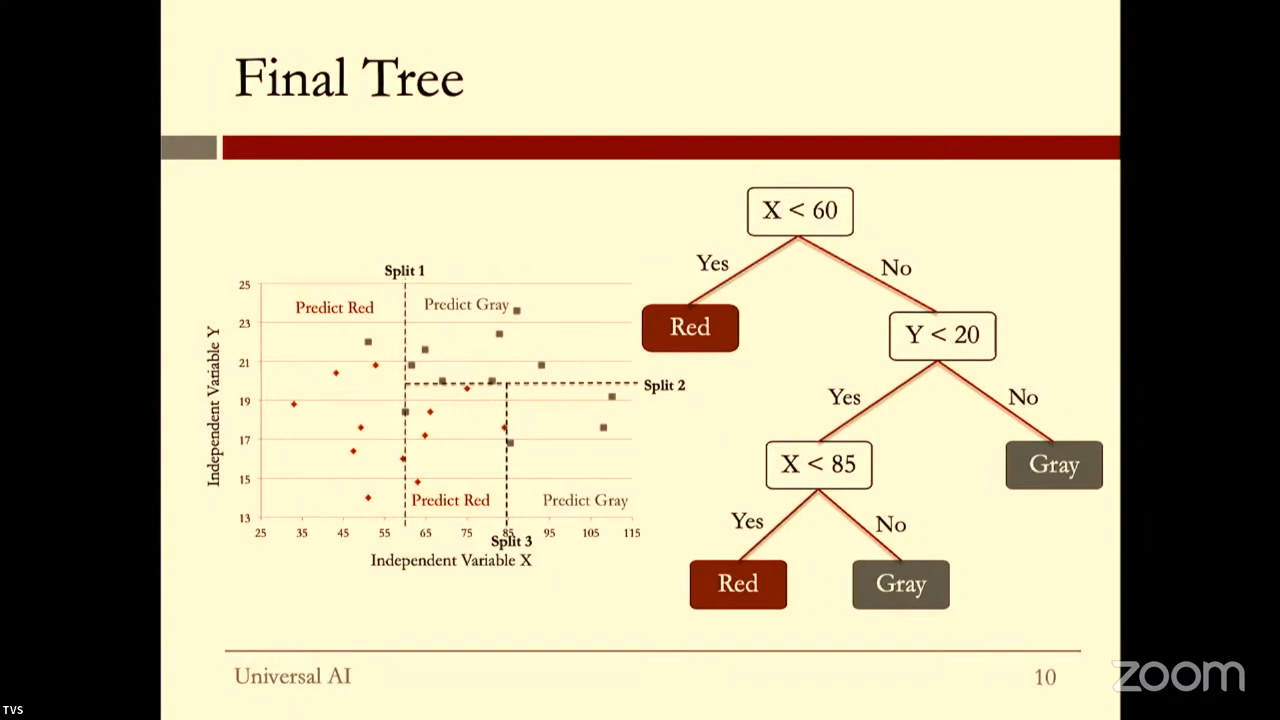 Final Tree
X < 60
Yes
No
Red
Y < 20
Yes
No
X < 85
Gray
Yes
No
Red
Gray
Split 1
25
23
21
19
17
15
13
Predict Red
Predict Gray
Split 2
Predict Red
Predict Gray
25 35 45 55 65 75 85 95 105 115
Split 3
Independent Variable X
Independent Variable Y
Universal AI
10
zoom
TVS